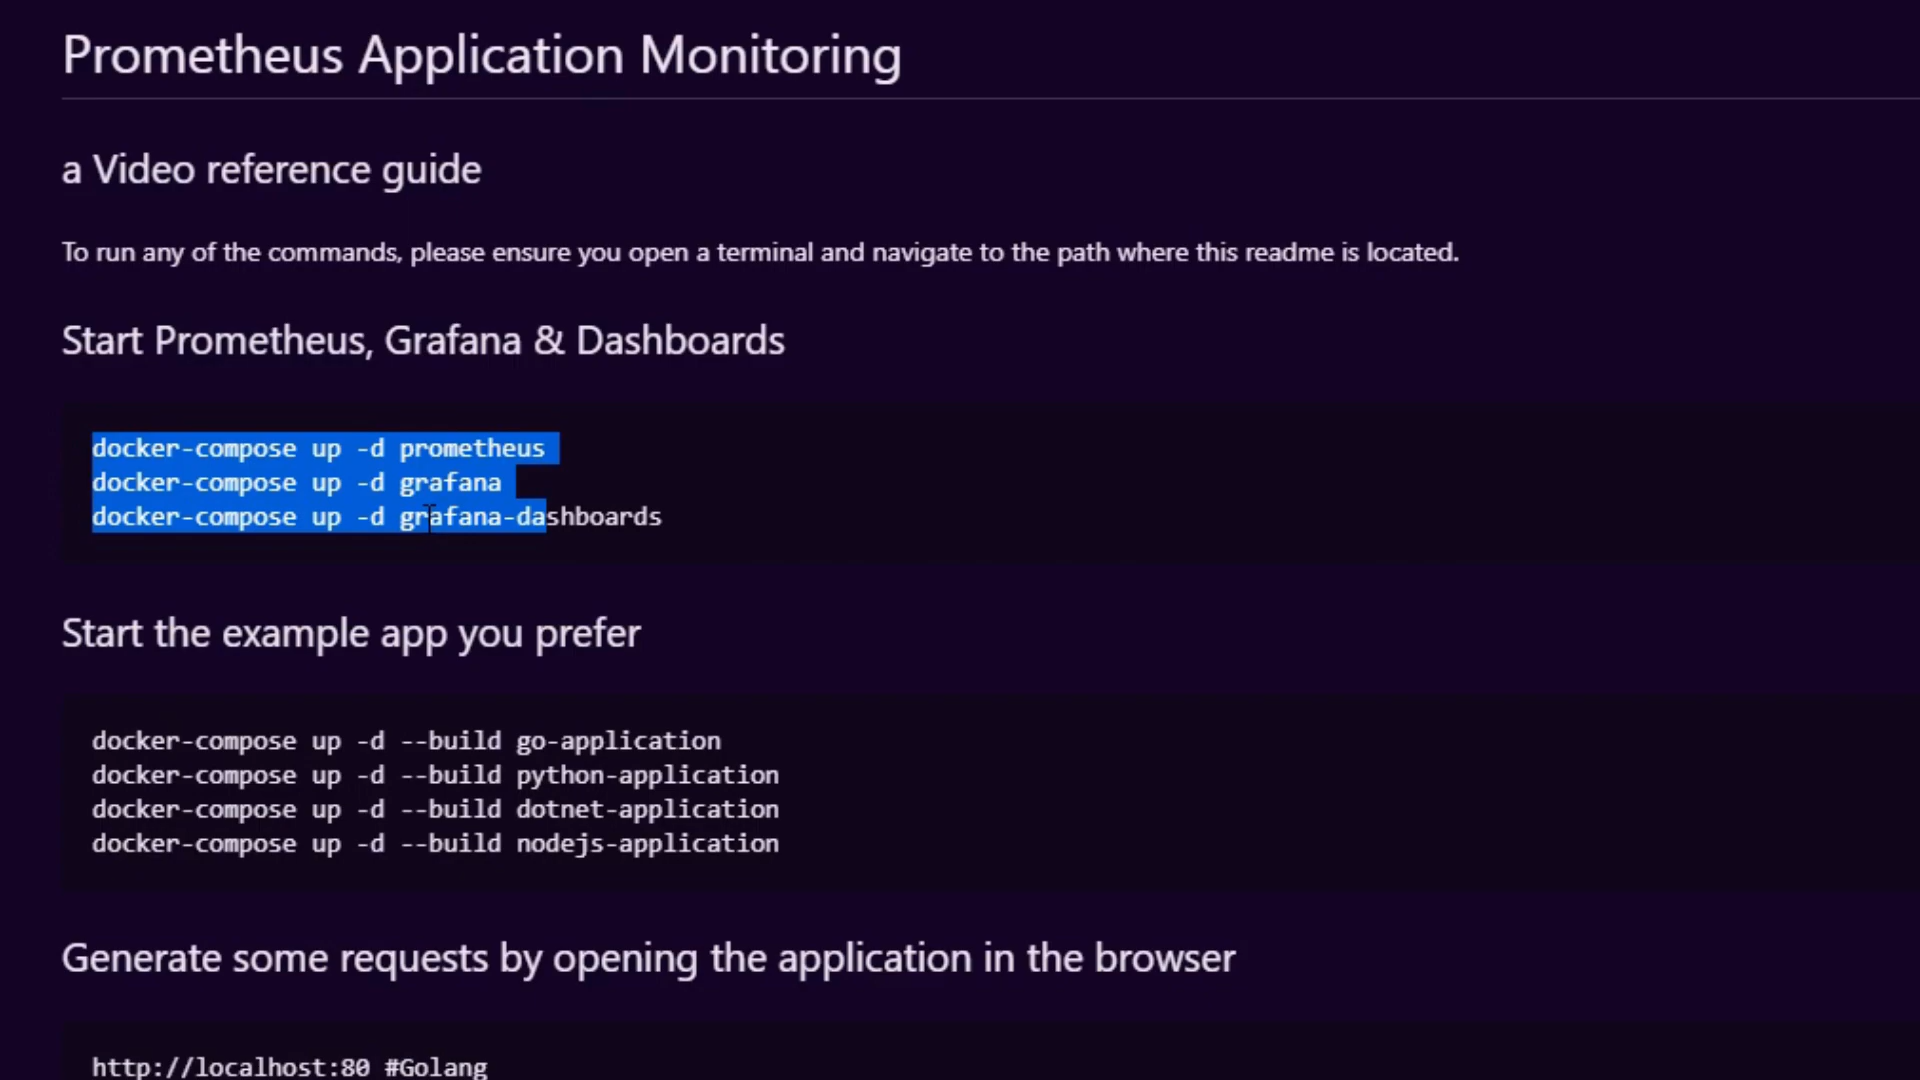 Prometheus Application Monitoring
a Video reference guide
To run any of the commands, please ensure you open a terminal and navigate to the path where this readme is located.
Start Prometheus, Grafana & Dashboards
docker-compose up -d prometheus
docker-compose up -d grafana
docker-compose up -d grafana-dashboards
Start the example app you prefer
docker-compose up -d --build go-application
docker-compose up -d --build python-application
docker-compose up -d --build dotnet-application
docker-compose up -d --build nodejs-application
Generate some requests by opening the application in the browser
http://localhost:80 #Golang